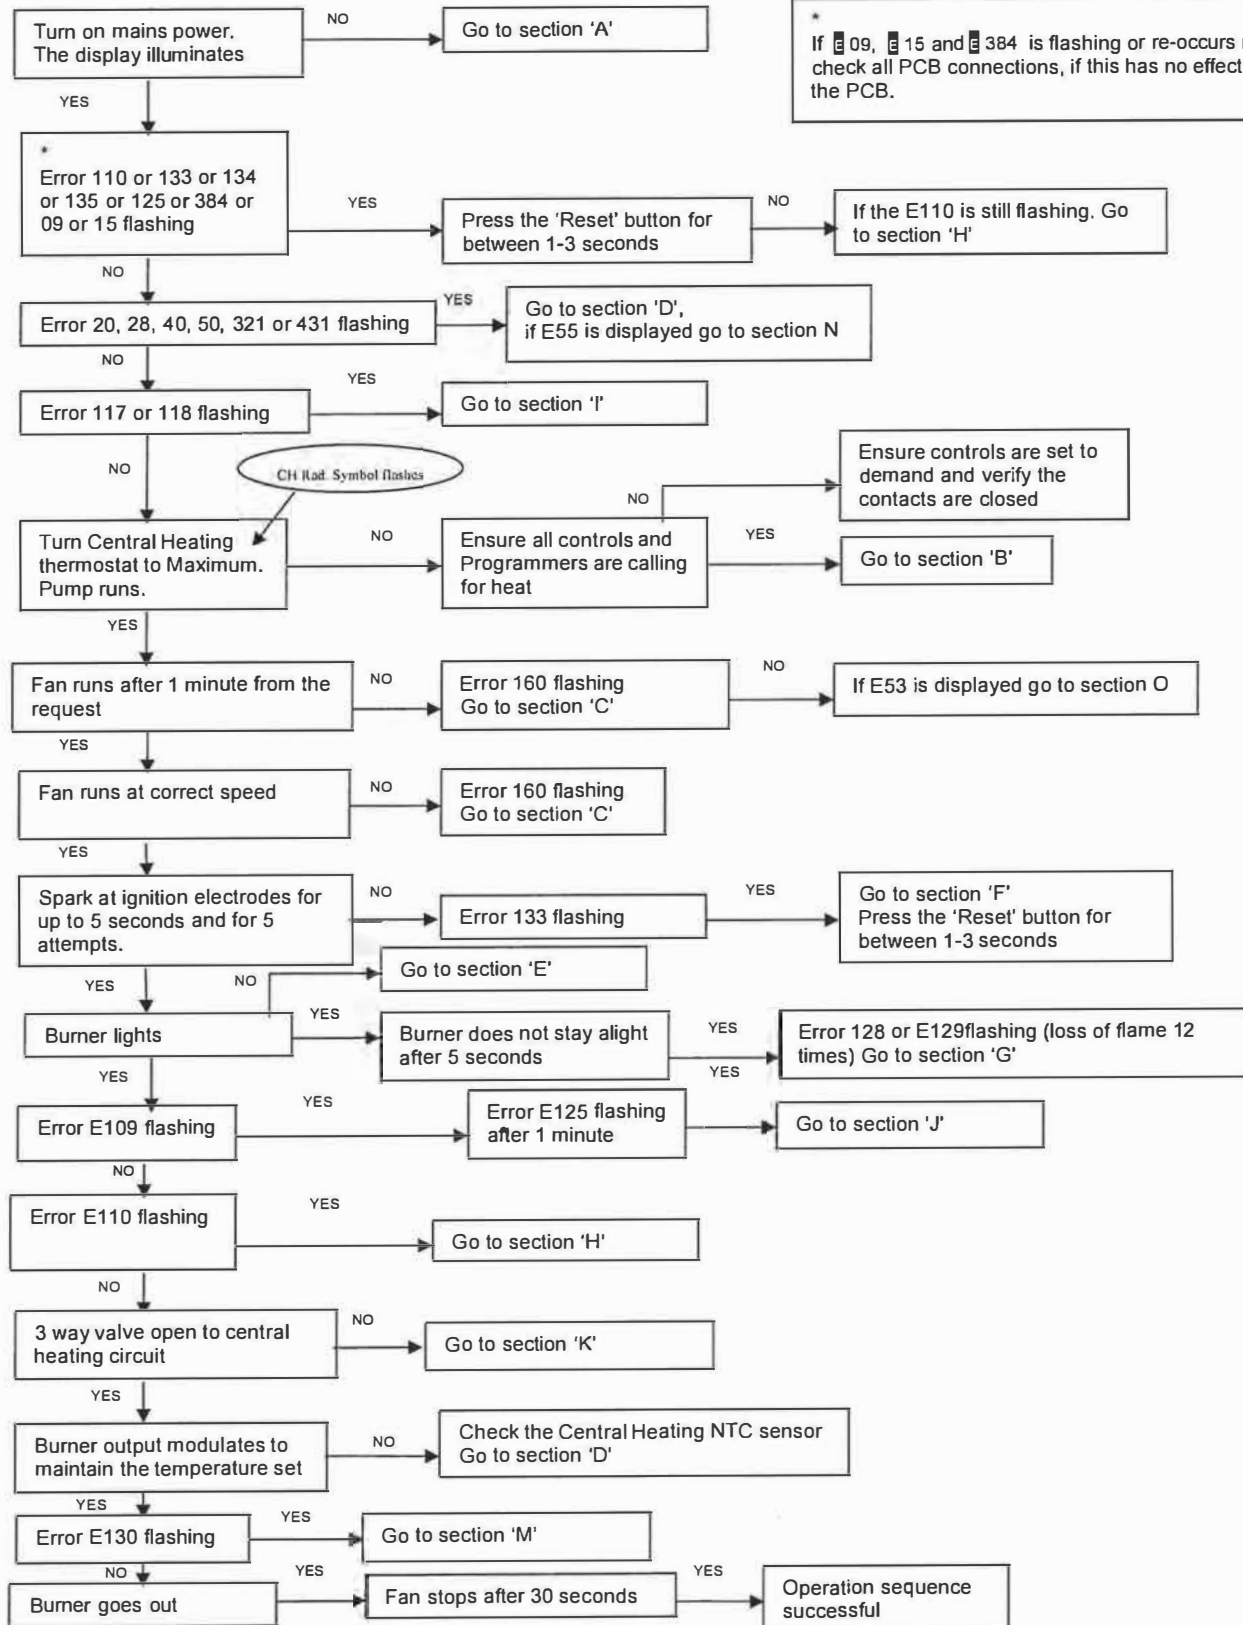 Turn on mains power.
The display illuminates
NO
Go to section 'A'
*
If E 09, E 15 and E 384 is flashing or re-occurs
check all PCB connections, if this has no effect
the PCB.
YES
*
Error 110 or 133 or 134
or 135 or 125 or 384 or
09 or 15 flashing
YES
Press the 'Reset' button for
between 1-3 seconds
NO
If the E110 is still flashing. Go
to section 'H'
NO
Error 20, 28, 40, 50, 321 or 431 flashing
YES
Go to section 'D',
if E55 is displayed go to section N
NO
Error 117 or 118 flashing
YES
Go to section 'I'
NO
CH Rad. Symbol flashes
Turn Central Heating
thermostat to Maximum.
Pump runs.
NO
Ensure all controls and
Programmers are calling
for heat
NO
Ensure controls are set to
demand and verify the
contacts are closed
YES
Go to section 'B'
YES
Fan runs after 1 minute from the
request
NO
Error 160 flashing
Go to section 'C'
NO
If E53 is displayed go to section O
YES
Fan runs at correct speed
NO
Error 160 flashing
Go to section 'C'
YES
Spark at ignition electrodes for
up to 5 seconds and for 5
attempts.
NO
Error 133 flashing
YES
Go to section 'F'
Press the 'Reset' button for
between 1-3 seconds
YES
NO
Go to section 'E'
Burner lights
YES
Burner does not stay alight
after 5 seconds
YES
YES
Error 128 or E129flashing (loss of flame 12
times) Go to section 'G'
YES
Error E109 flashing
YES
Error E125 flashing
after 1 minute
Go to section 'J'
NO
Error E110 flashing
YES
Go to section 'H'
NO
3 way valve open to central
heating circuit
NO
Go to section 'K'
YES
Burner output modulates to
maintain the temperature set
NO
Check the Central Heating NTC sensor
Go to section 'D'
YES
Error E130 flashing
YES
Go to section 'M'
NO
Burner goes out
YES
Fan stops after 30 seconds
YES
Operation sequence
successful